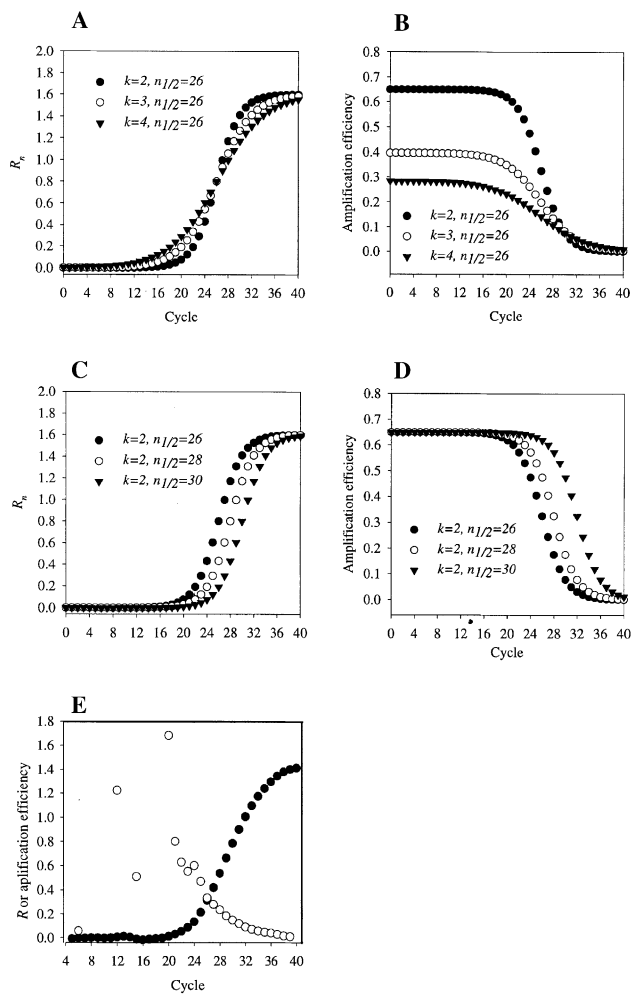 A
2.0
1.8
1.6
1.4
1.2
1.0
0.8
0.6
0.4
0.2
0.0
Rn
k=2, n1/2=26
k=3, n1/2=26
k=4, n1/2=26
0 4 8 12 16 20 24 28 32 36 40
Cycle
B
0.8
0.7
0.6
0.5
0.4
0.3
0.2
0.1
0.0
Amplification efficiency
k=2, n1/2=26
k=3, n1/2=26
k=4, n1/2=26
0 4 8 12 16 20 24 28 32 36 40
Cycle
C
2.0
1.8
1.6
1.4
1.2
1.0
0.8
0.6
0.4
0.2
0.0
Rn
k=2, n1/2=26
k=2, n1/2=28
k=2, n1/2=30
0 4 8 12 16 20 24 28 32 36 40
Cycle
D
0.8
0.7
0.6
0.5
0.4
0.3
0.2
0.1
0.0
Amplification efficiency
k=2, n1/2=26
k=2, n1/2=28
k=2, n1/2=30
0 4 8 12 16 20 24 28 32 36 40
Cycle
E
1.8
1.6
1.4
1.2
1.0
0.8
0.6
0.4
0.2
0.0
R or aplification efficiency
4 8 12 16 20 24 28 32 36 40
Cycle